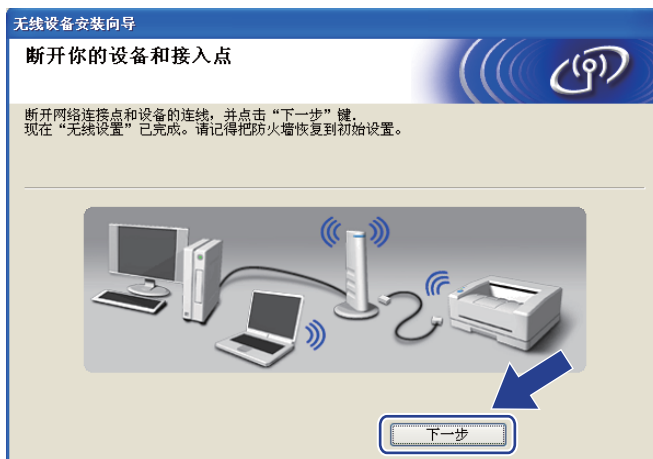 无线设备安装向导
断开你的设备和接入点
断开网络连接点和设备的连线，并点击“下一步”键.
现在“无线设置”已完成。请记得把防火墙恢复到初始设置。
下一步